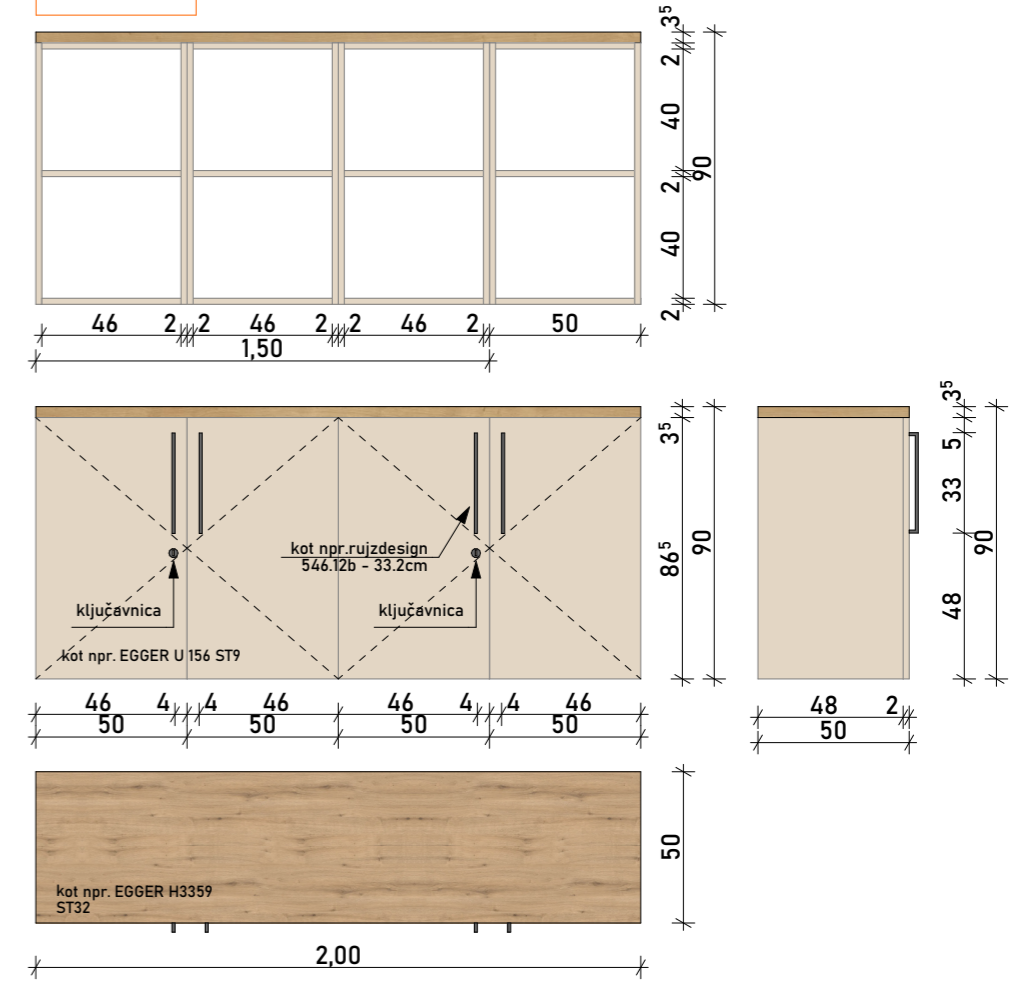 3⁵
2
40
2
40
2
90
46 2 2 46 2 2 46 2 50
1,50
3⁵
86⁵
90
kot npr.rujzdesign
546.12b - 33.2cm
ključavnica
ključavnica
kot npr. EGGER U 156 ST9
46 4 4 46 46 4 4 46
50 50 50 50
3⁵
5
33
48
90
48 2
50
kot npr. EGGER H3359
ST32
50
2,00